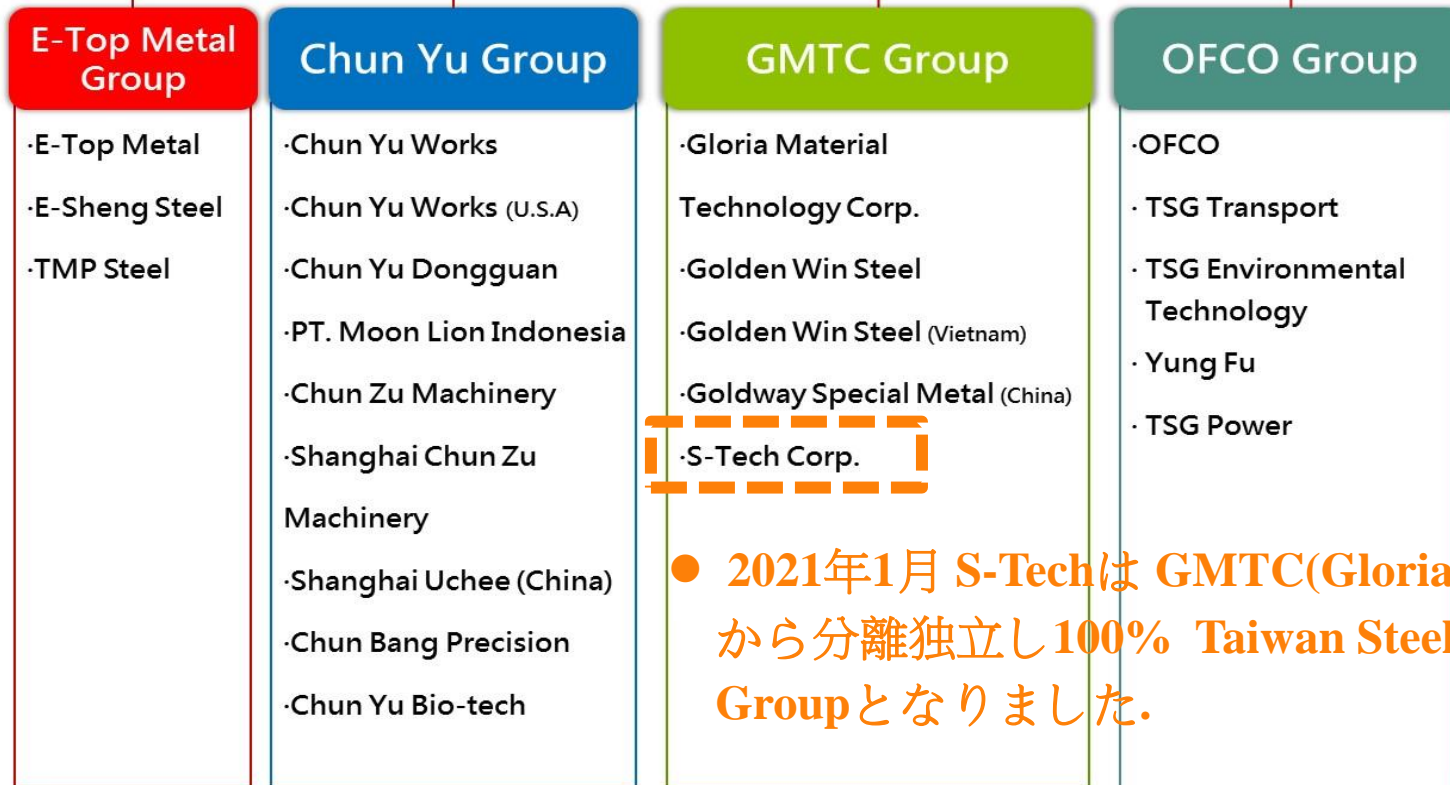 E-Top Metal
Group
·E-Top Metal
·E-Sheng Steel
·TMP Steel
Chun Yu Group
·Chun Yu Works
·Chun Yu Works (U.S.A)
·Chun Yu Dongguan
·PT. Moon Lion Indonesia
·Chun Zu Machinery
·Shanghai Chun Zu
Machinery
·Shanghai Uchee (China)
·Chun Bang Precision
·Chun Yu Bio-tech
GMTC Group
·Gloria Material
Technology Corp.
·Golden Win Steel
·Golden Win Steel (Vietnam)
·Goldway Special Metal (China)
·S-Tech Corp.
OFCO Group
·OFCO
· TSG Transport
· TSG Environmental
Technology
· Yung Fu
· TSG Power
● 2021年1月 S-Techは GMTC(Gloria
から分離独立し100% Taiwan Steel
Groupとなりました.